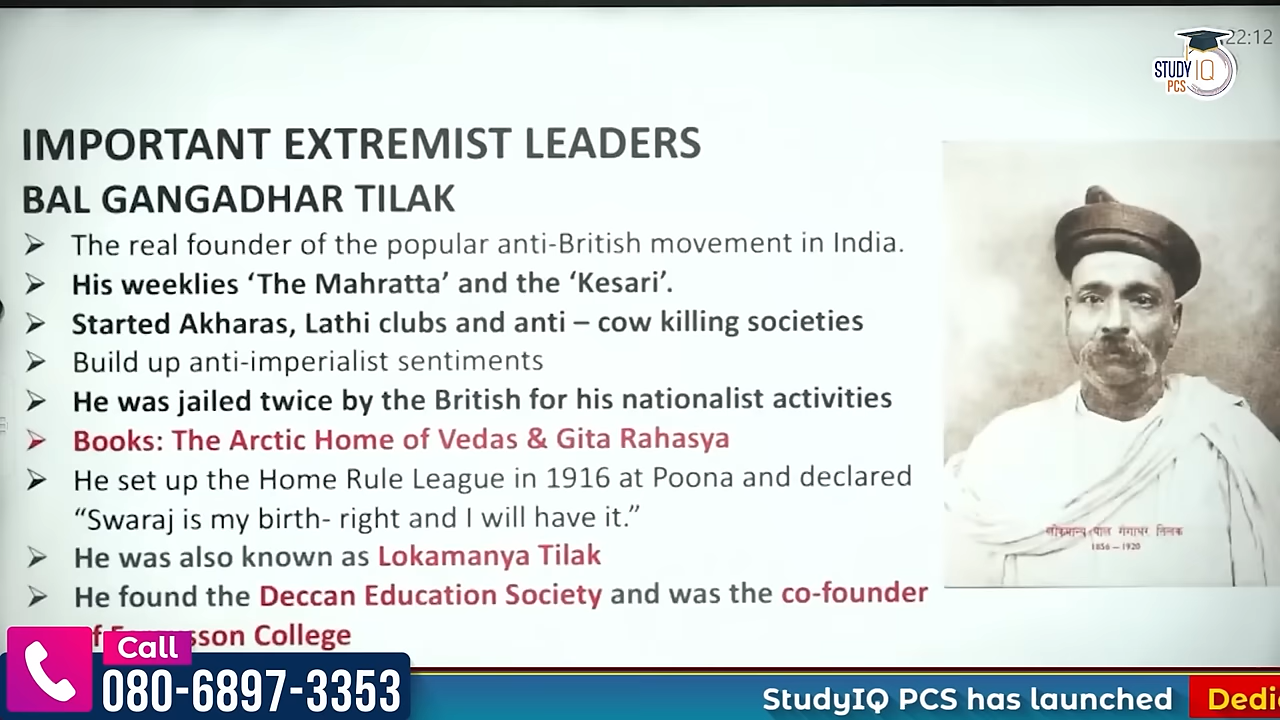 22:12
STUDY IQ
PCS
IMPORTANT EXTREMIST LEADERS
BAL GANGADHAR TILAK
➤ The real founder of the popular anti-British movement in India.
➤ His weeklies ‘The Mahratta’ and the ‘Kesari’.
➤ Started Akharas, Lathi clubs and anti – cow killing societies
➤ Build up anti-imperialist sentiments
➤ He was jailed twice by the British for his nationalist activities
➤ Books: The Arctic Home of Vedas & Gita Rahasya
➤ He set up the Home Rule League in 1916 at Poona and declared
“Swaraj is my birth- right and I will have it.”
➤ He was also known as Lokamanya Tilak
➤ He found the Deccan Education Society and was the co-founder
College
लोकमान्य बाल गंगाधर तिलक
1856 – 1920
Call
080-6897-3353
StudyIQ PCS has launched